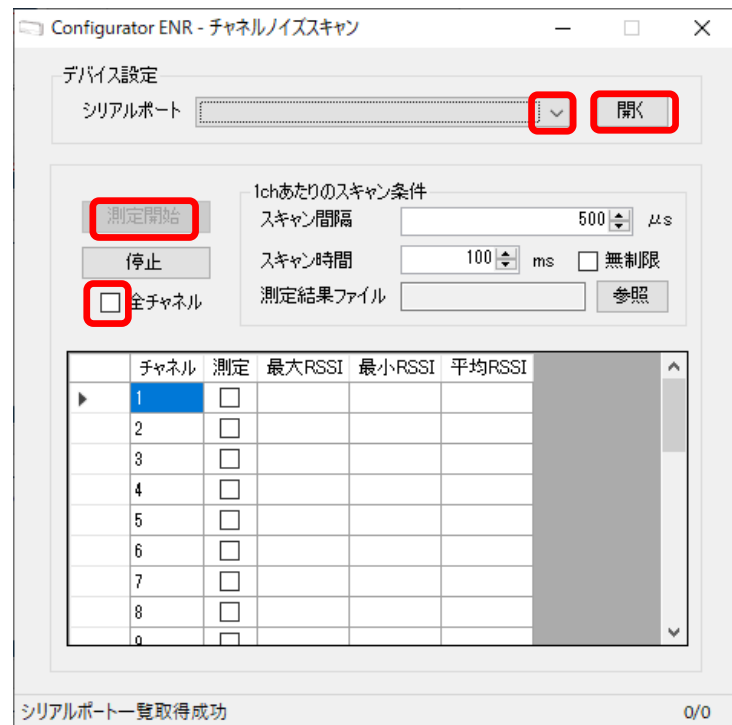 Configurator ENR - チャネルノイズスキャン
デバイス設定
シリアルポート
開く
1chあたりのスキャン条件
測定開始
スキャン間隔 500 μs
停止
スキャン時間 100 ms 無制限
全チャネル
測定結果ファイル 参照
チャネル 測定 最大RSSI 最小RSSI 平均RSSI
1
2
3
4
5
6
7
8
9
シリアルポート一覧取得成功 0/0